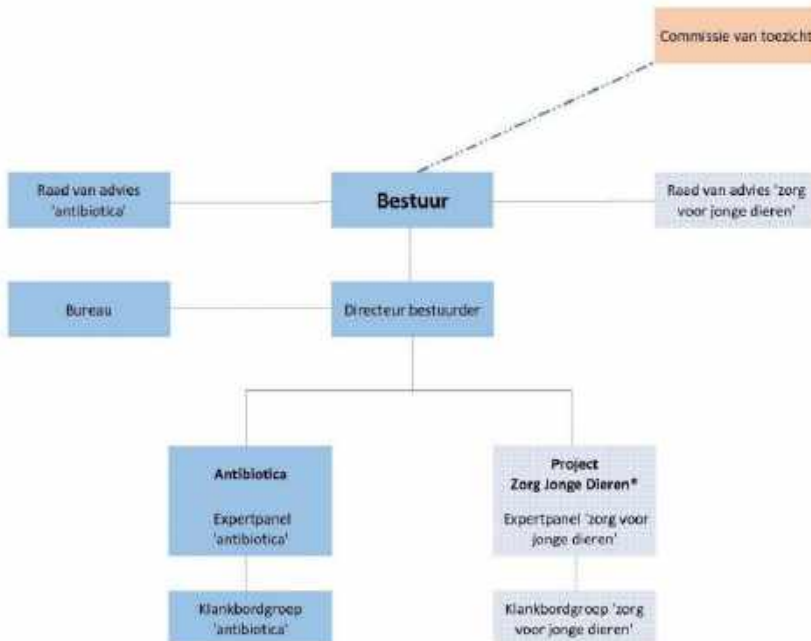 Commissie van toezicht
Raad van advies
'antibiotica'
Bestuur
Raad van advies 'zorg
voor jonge dieren'
Bureau
Directeur bestuurder
Antibiotica
Expertpanel
'antibiotica'
Project
Zorg Jonge Dieren*
Expertpanel 'zorg voor
jonge dieren'
Klankbordgroep
'antibiotica'
Klankbordgroep 'zorg
voor jonge dieren'